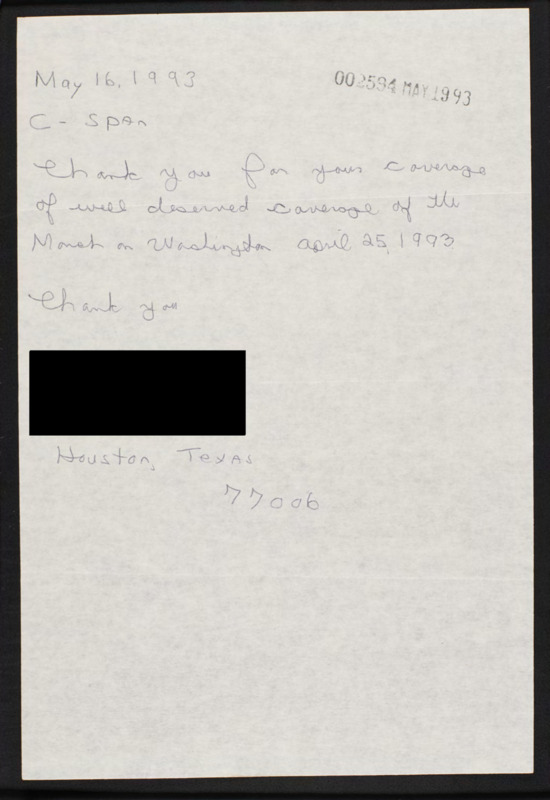 May 16, 1993
002594 MAY 1993
C-Span
Thank you for your coverage
of well deserved coverage of the
March on Washington april 25, 1993
Thank you
Houston, Texas
77006